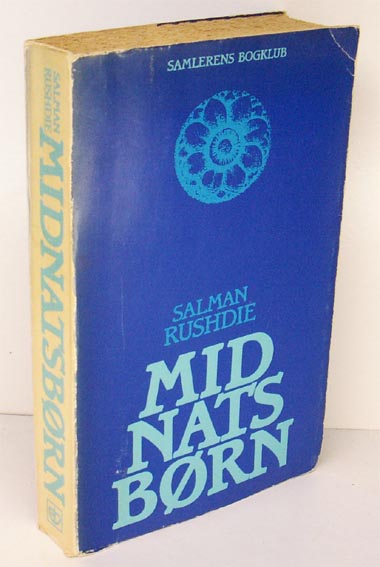 SAMLERENS BOGKLUB
SALMAN
RUSHDIE
MID
NATS
BØRN
SALMAN
RUSHDIE
MIDNATSBØRN